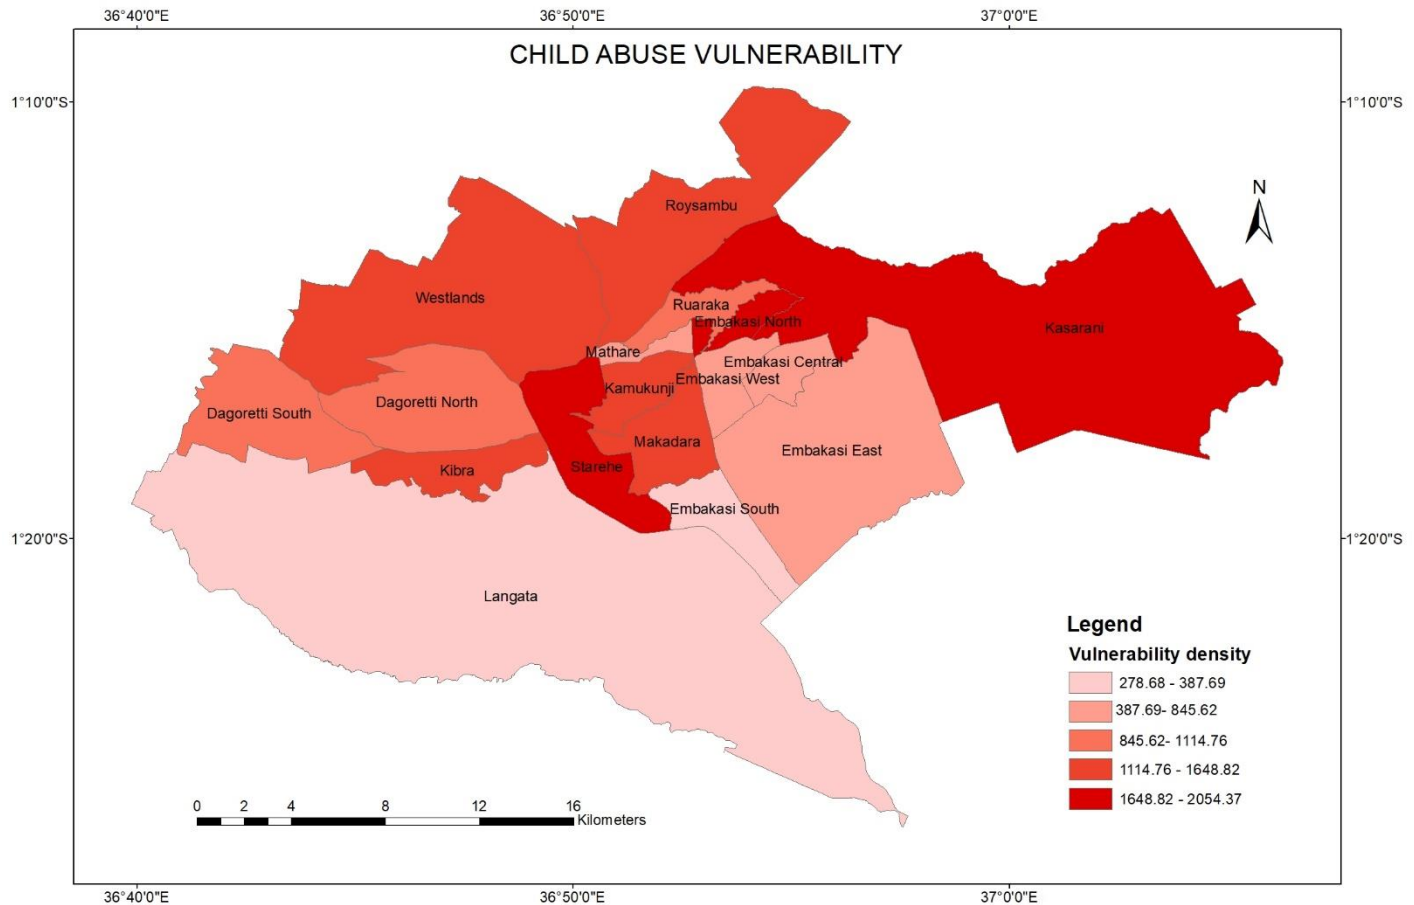 36°40'0"E 36°50'0"E 37°0'0"E
CHILD ABUSE VULNERABILITY
1°10'0"S 1°10'0"S
N
Roysambu
Westlands
Ruaraka
Embakasi North
Kasarani
Mathare
Embakasi Central
Embakasi West
Kamukunji
Dagoretti North
Dagoretti South
Makadara
Embakasi East
Starehe
Kibra
Embakasi South
1°20'0"S 1°20'0"S
Langata
Legend
Vulnerability density
278.68 - 387.69
387.69- 845.62
845.62- 1114.76
1114.76 - 1648.82
1648.82 - 2054.37
0 2 4 8 12 16
Kilometers
36°40'0"E 36°50'0"E 37°0'0"E